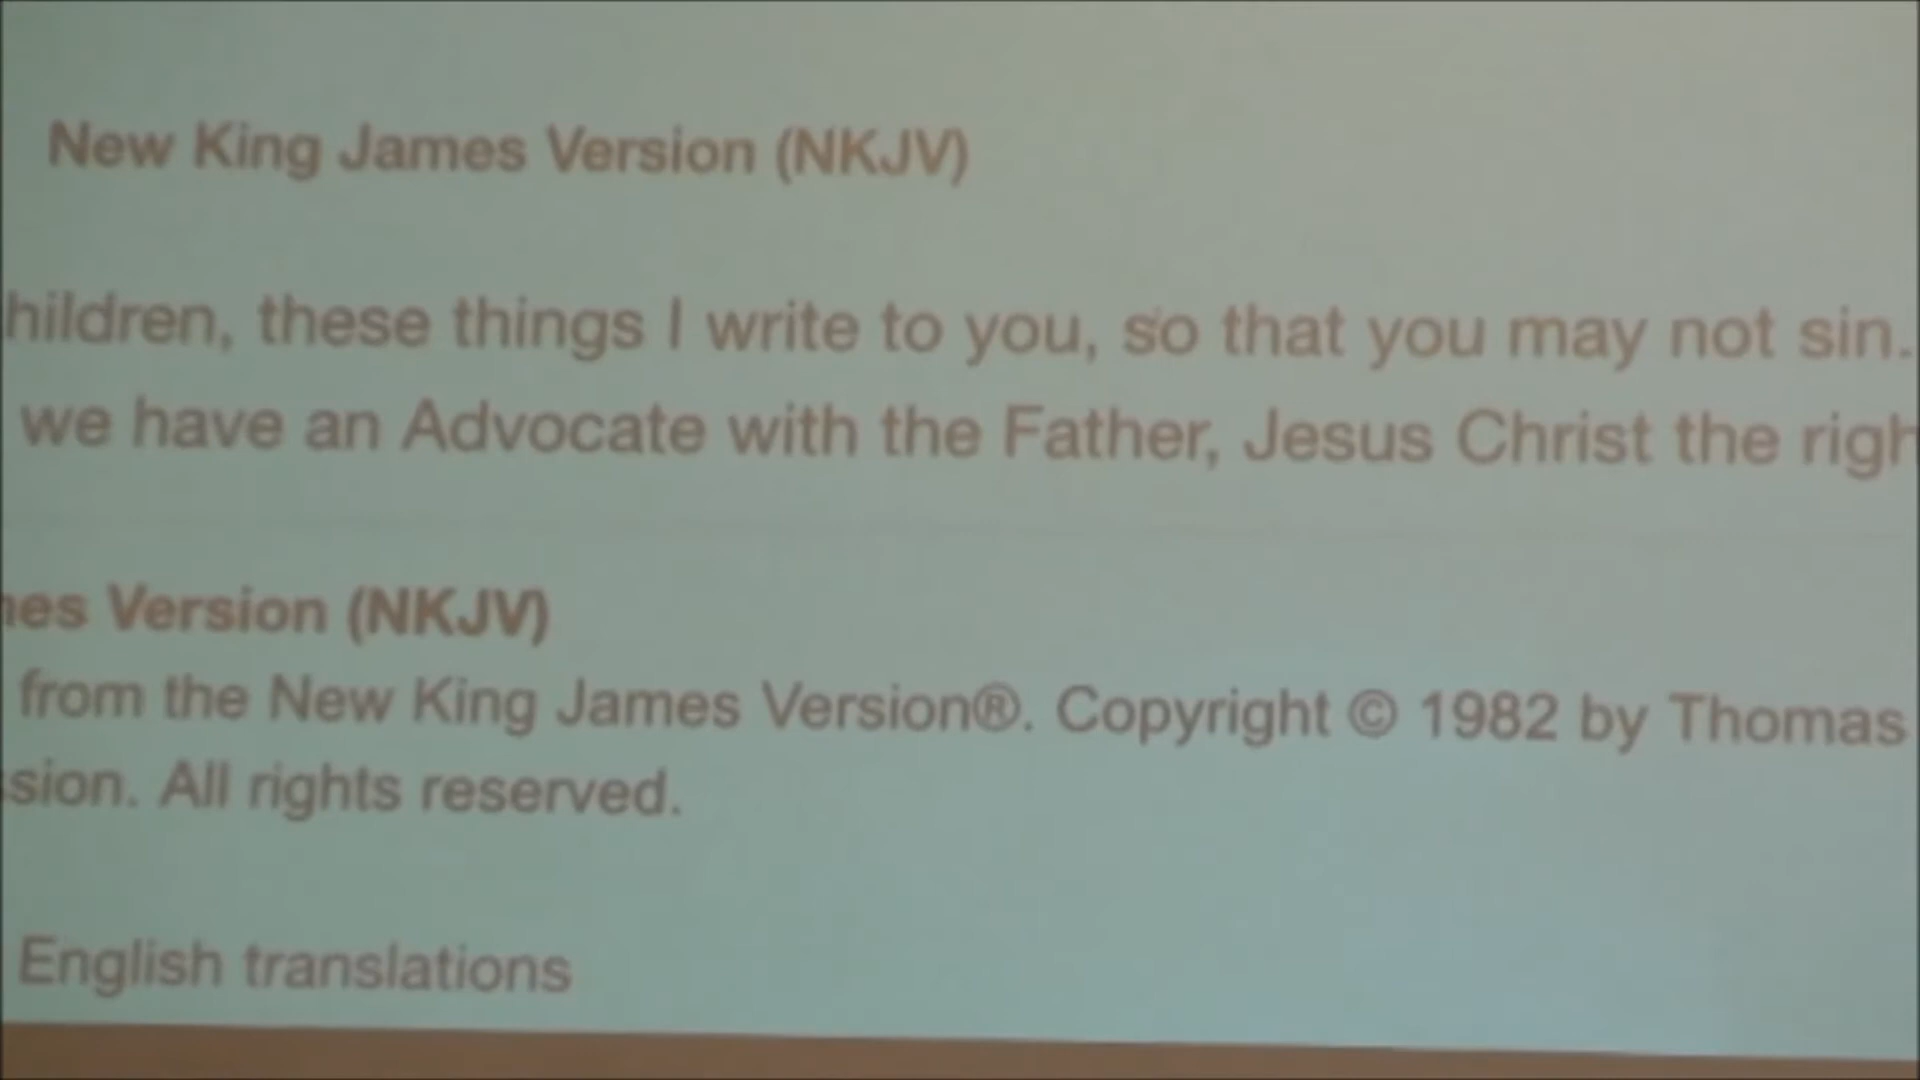 New King James Version (NKJV)
hildren, these things I write to you, so that you may not sin.
we have an Advocate with the Father, Jesus Christ the righ
nes Version (NKJV)
from the New King James Version®. Copyright © 1982 by Thomas
sion. All rights reserved.
English translations